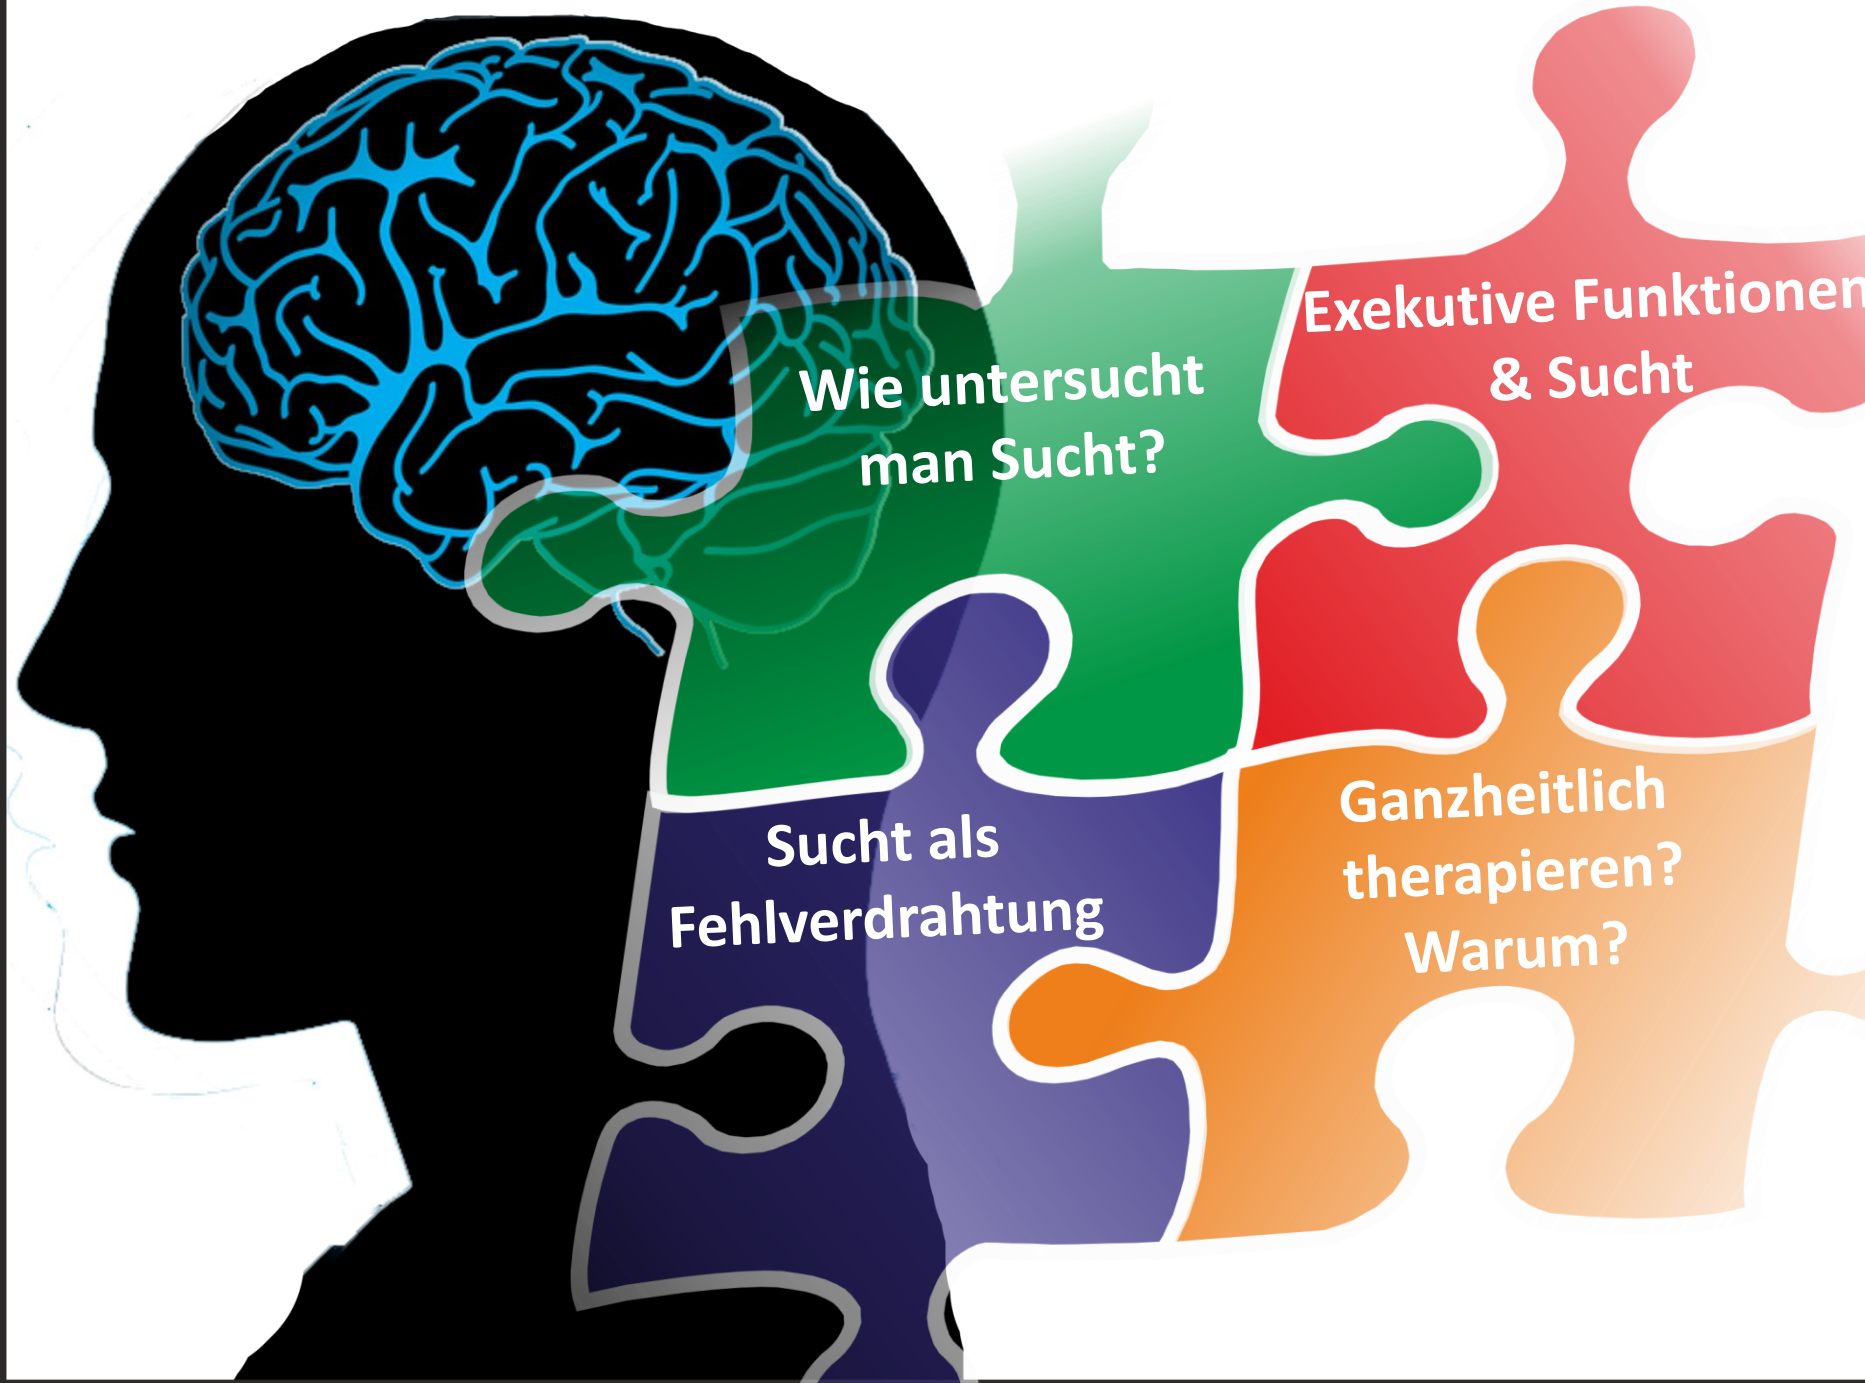 Wie untersucht
man Sucht?
Exekutive Funktionen
& Sucht
Sucht als
Fehlverdrahtung
Ganzheitlich
therapieren?
Warum?